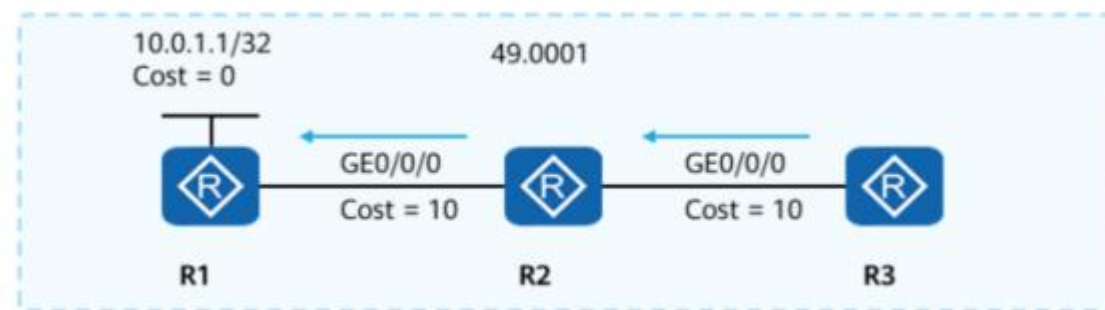 10.0.1.1/32
Cost = 0
49.0001
GE0/0/0
GE0/0/0
Cost = 10
Cost = 10
R
R
R
R1
R2
R3